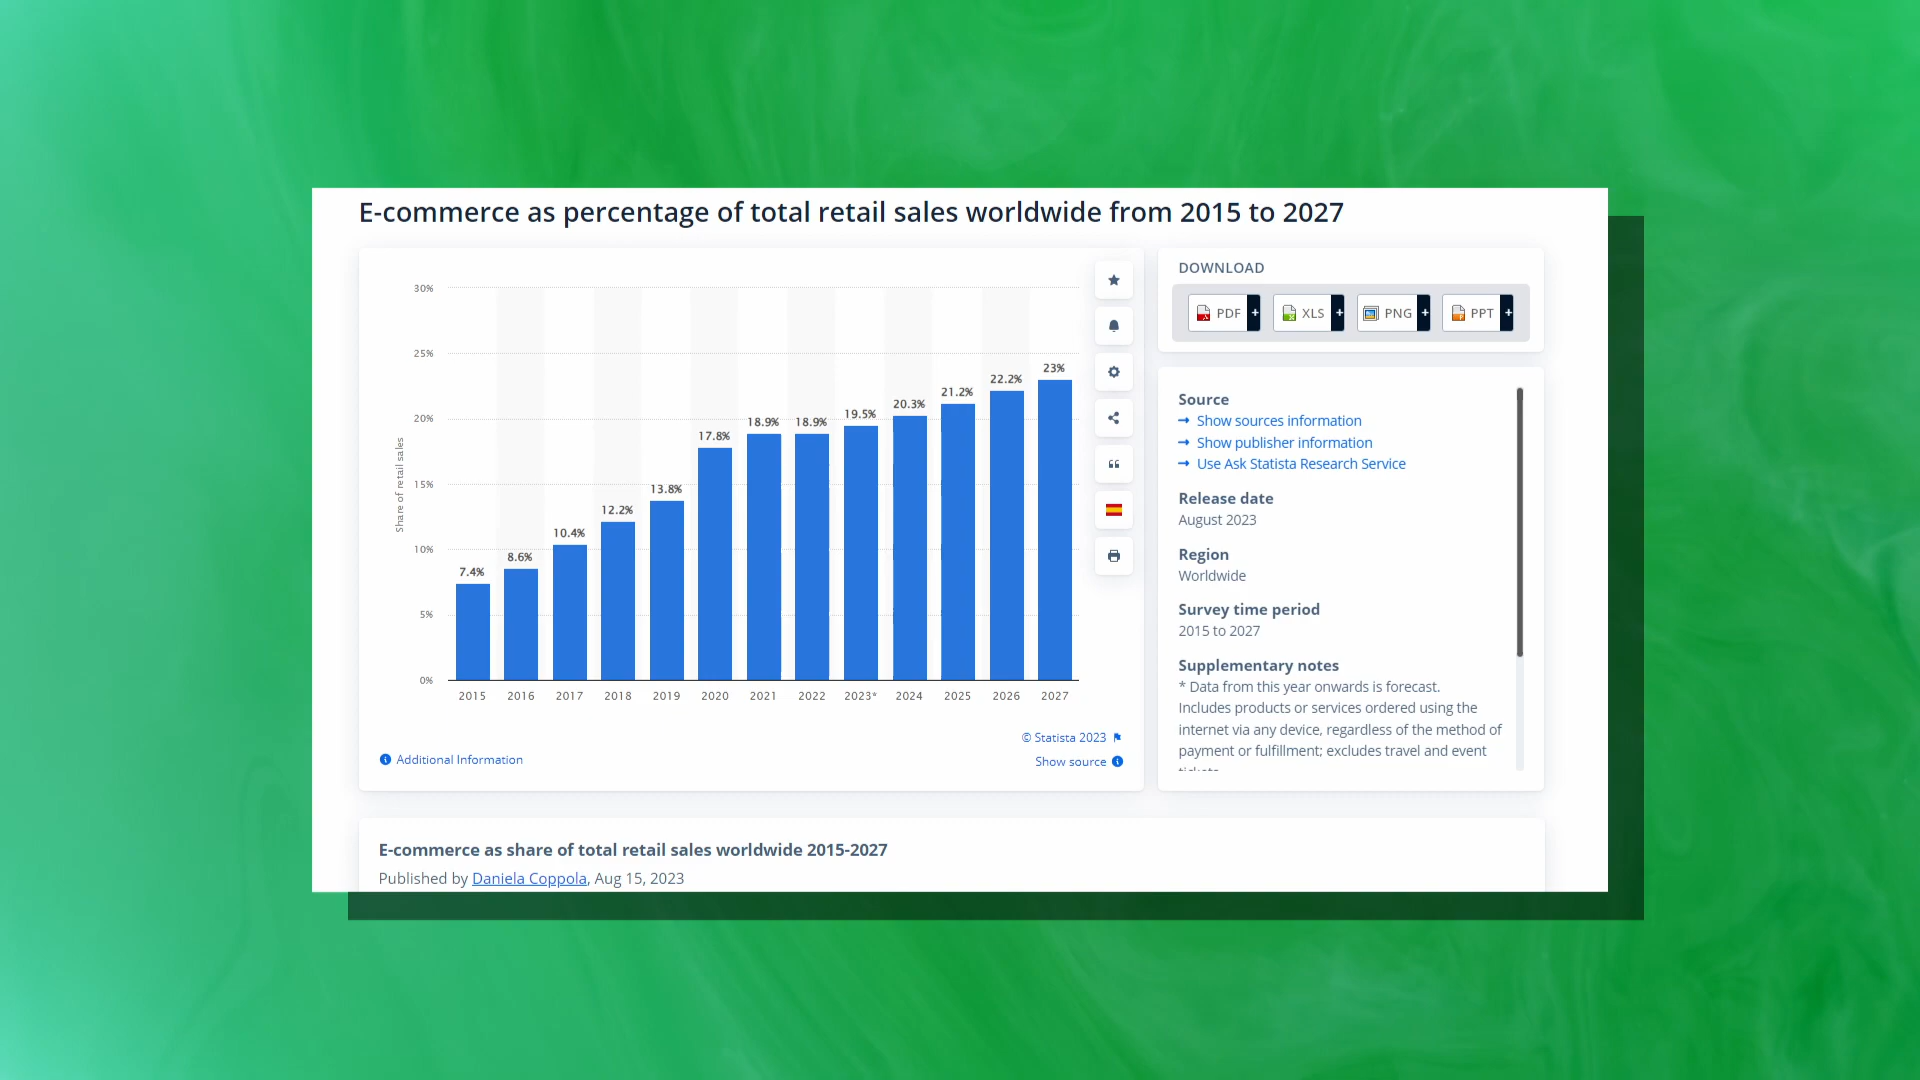 E-commerce as percentage of total retail sales worldwide from 2015 to 2027
30%
25%
20%
15%
10%
5%
0%
Share of retail sales
7.4%
8.6%
10.4%
12.2%
13.8%
17.8%
18.9%
18.9%
19.5%
20.3%
21.2%
22.2%
23%
2015 2016 2017 2018 2019 2020 2021 2022 2023* 2024 2025 2026 2027
© Statista 2023
Additional Information
Show source
DOWNLOAD
PDF + XLS + PNG + PPT +
Source
→ Show sources information
→ Show publisher information
→ Use Ask Statista Research Service
Release date
August 2023
Region
Worldwide
Survey time period
2015 to 2027
Supplementary notes
* Data from this year onwards is forecast.
Includes products or services ordered using the
internet via any device, regardless of the method of
payment or fulfillment; excludes travel and event
E-commerce as share of total retail sales worldwide 2015-2027
Published by Daniela Coppola, Aug 15, 2023